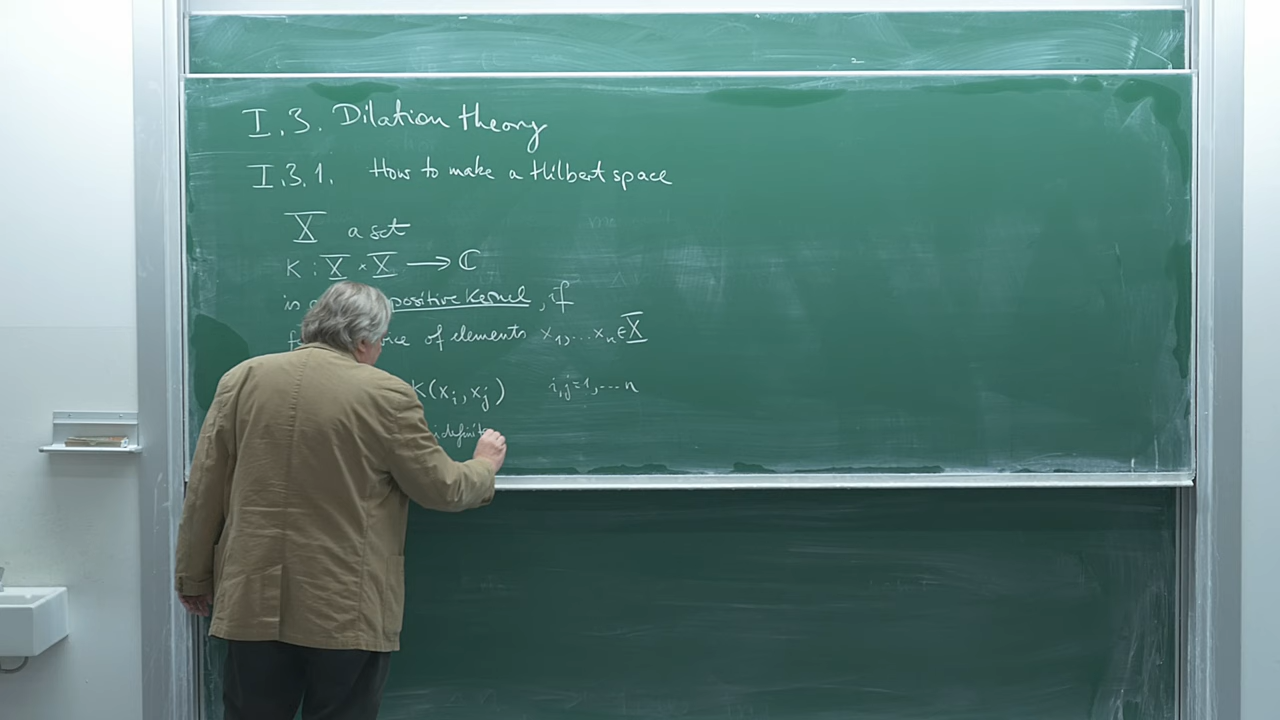 I.3. Dilation theory
I.3.1. How to make a Hilbert space
X a set
K : X × X → ℂ
is positive kernel, if
of elements x₁, ... xₙ ∈ X
K(xᵢ, xⱼ) i,j=1, ... n